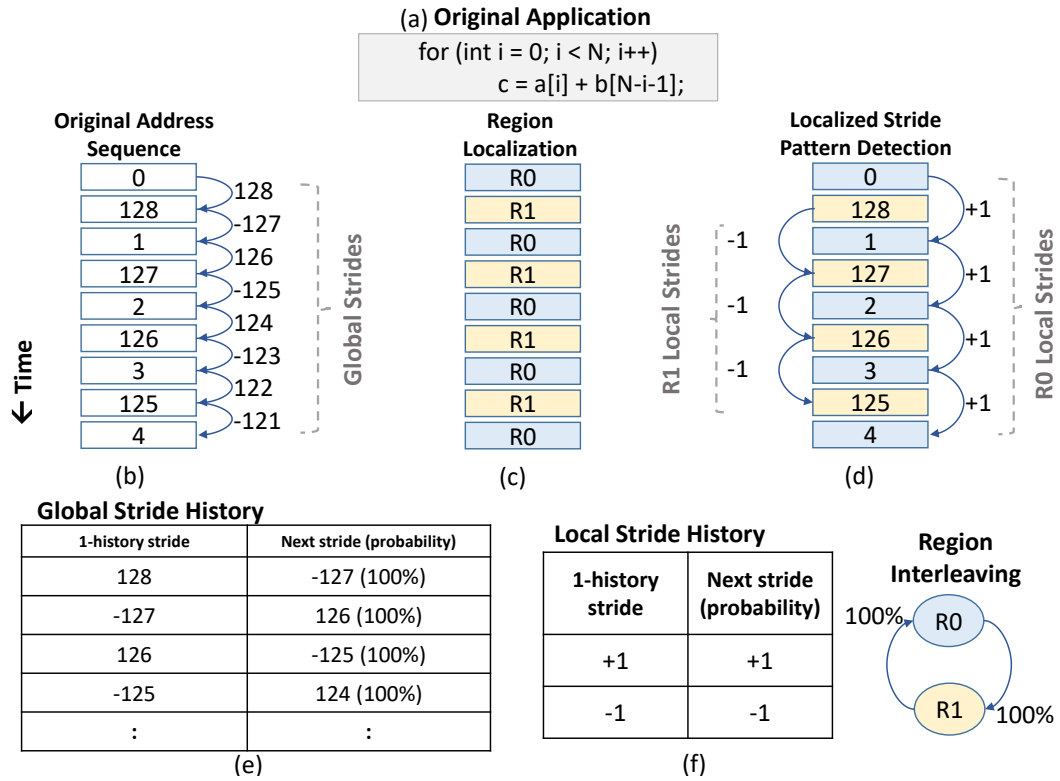 (a) Original Application
for (int i = 0; i < N; i++)
c = a[i] + b[N-i-1];
Original Address
Sequence
0
128
1
127
2
126
3
125
4
128
-127
126
-125
124
-123
122
-121
Global Strides
← Time
(b)
Region
Localization
R0
R1
R0
R1
R0
R1
R0
R1
R0
(c)
Localized Stride
Pattern Detection
R1 Local Strides
-1
-1
-1
0
128
1
127
2
126
3
125
4
+1
+1
+1
+1
R0 Local Strides
(d)
Global Stride History
1-history stride Next stride (probability)
128 -127 (100%)
-127 126 (100%)
126 -125 (100%)
-125 124 (100%)
: :
(e)
Local Stride History
1-history stride Next stride (probability)
+1 +1
-1 -1
(f)
Region
Interleaving
100% R0
R1 100%